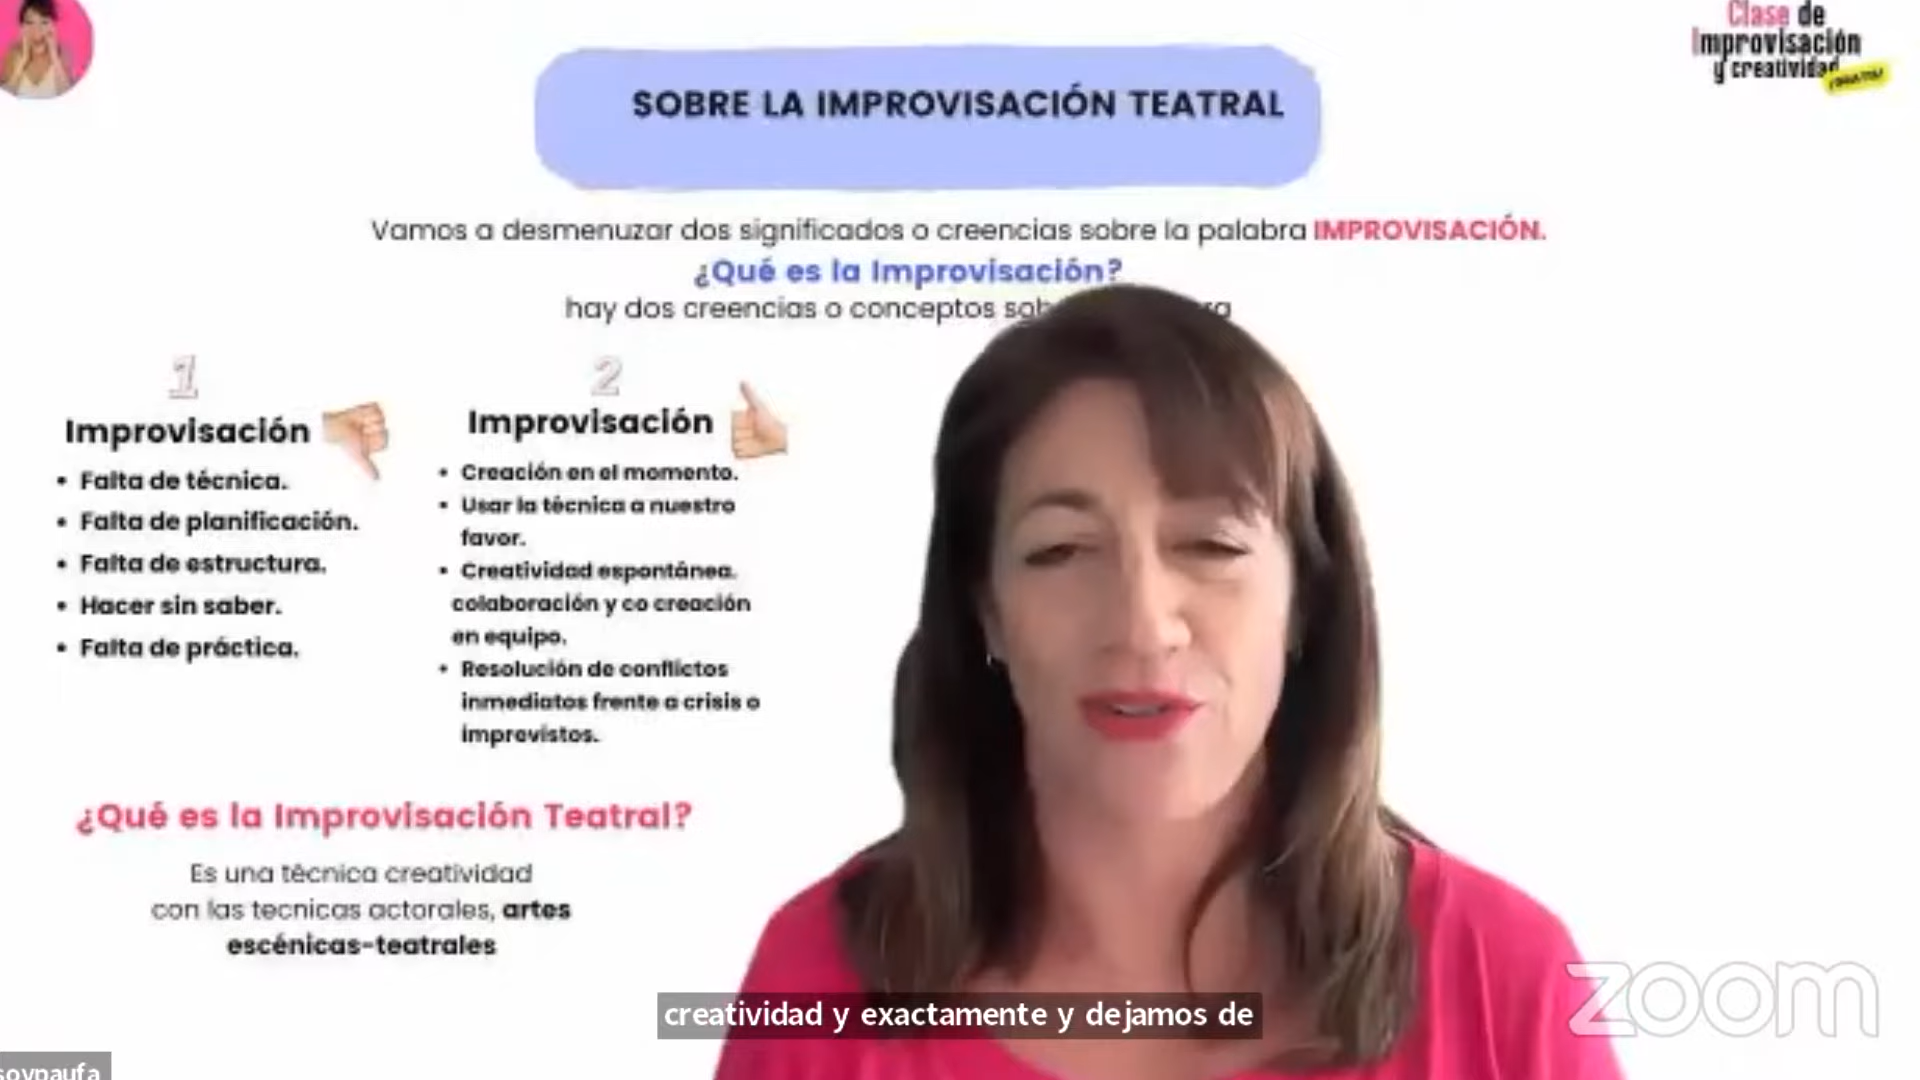 Clase de
Improvisación
y creatividad
¡GRATIS!
SOBRE LA IMPROVISACIÓN TEATRAL
Vamos a desmenuzar dos significados o creencias sobre la palabra IMPROVISACIÓN.
¿Qué es la Improvisación?
hay dos creencias o conceptos
1
Improvisación
• Falta de técnica.
• Falta de planificación.
• Falta de estructura.
• Hacer sin saber.
• Falta de práctica.
2
Improvisación
• Creación en el momento.
• Usar la técnica a nuestro
favor.
• Creatividad espontánea.
colaboración y co creación
en equipo.
• Resolución de conflictos
inmediatos frente a crisis o
imprevistos.
¿Qué es la Improvisación Teatral?
Es una técnica creatividad
con las tecnicas actorales, artes
escénicas-teatrales
creatividad y exactamente y dejamos de
zoom
soypaufa